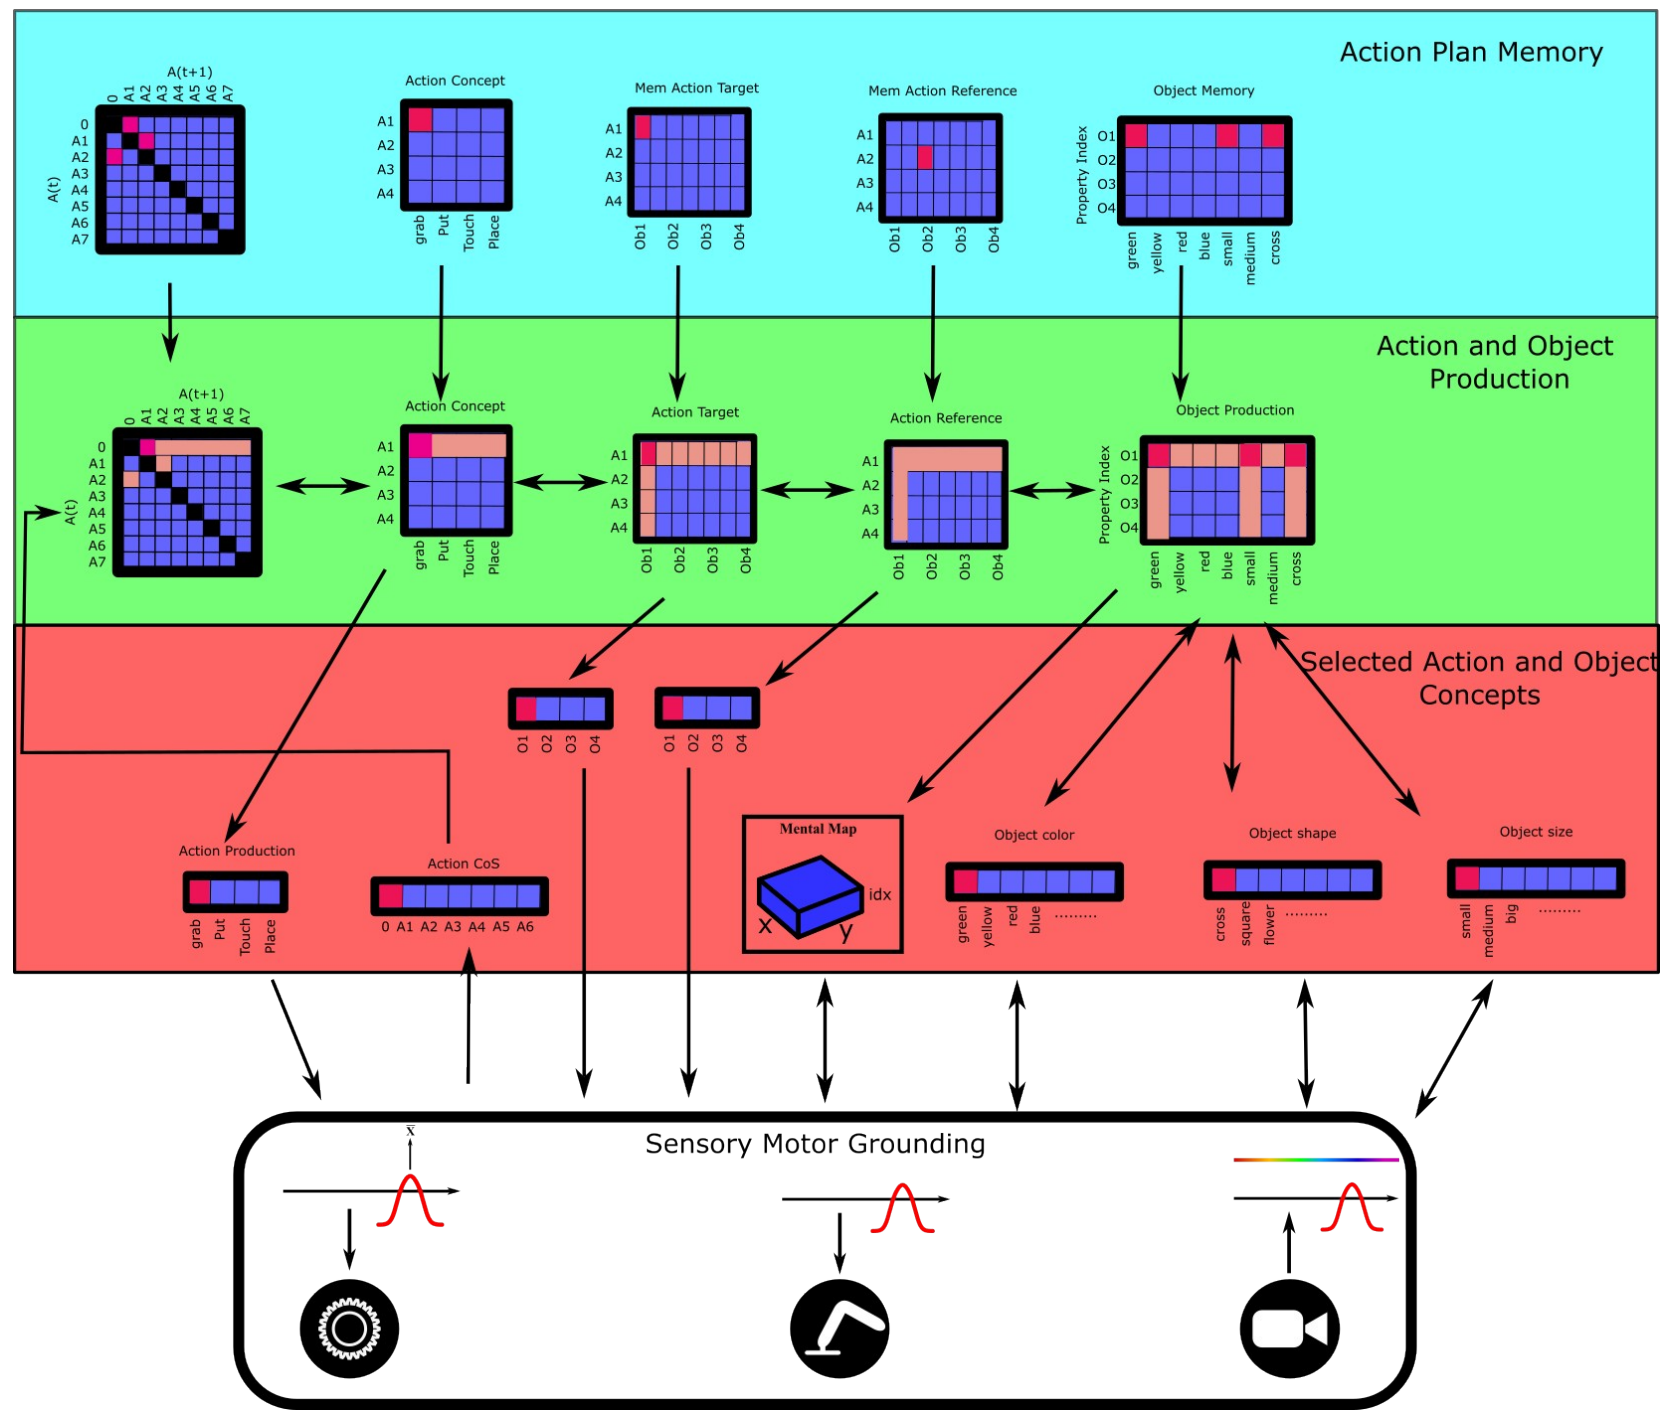 Action Plan Memory
A(t+1)
0 A1 A2 A3 A4 A5 A6 A7
A(t)
0
A1
A2
A3
A4
A5
A6
A7
Action Concept
A1
A2
A3
A4
grab Put Touch Place
Mem Action Target
A1
A2
A3
A4
Ob1 Ob2 Ob3 Ob4
Mem Action Reference
A1
A2
A3
A4
Ob1 Ob2 Ob3 Ob4
Object Memory
Property Index
O1
O2
O3
O4
green yellow red blue small medium cross
Action and Object
Production
A(t+1)
0 A1 A2 A3 A4 A5 A6 A7
A(t)
0
A1
A2
A3
A4
A5
A6
A7
Action Concept
A1
A2
A3
A4
grab Put Touch Place
Action Target
A1
A2
A3
A4
Ob1 Ob2 Ob3 Ob4
Action Reference
A1
A2
A3
A4
Ob1 Ob2 Ob3 Ob4
Object Production
Property Index
O1
O2
O3
O4
green yellow red blue small medium cross
Selected Action and Object
Concepts
O1 O2 O3 O4
O1 O2 O3 O4
Action Production
grab Put Touch Place
Action CoS
0 A1 A2 A3 A4 A5 A6
Mental Map
x
y
idx
Object color
green yellow red blue .........
Object shape
cross square flower .........
Object size
small medium big .........
Sensory Motor Grounding
x̅